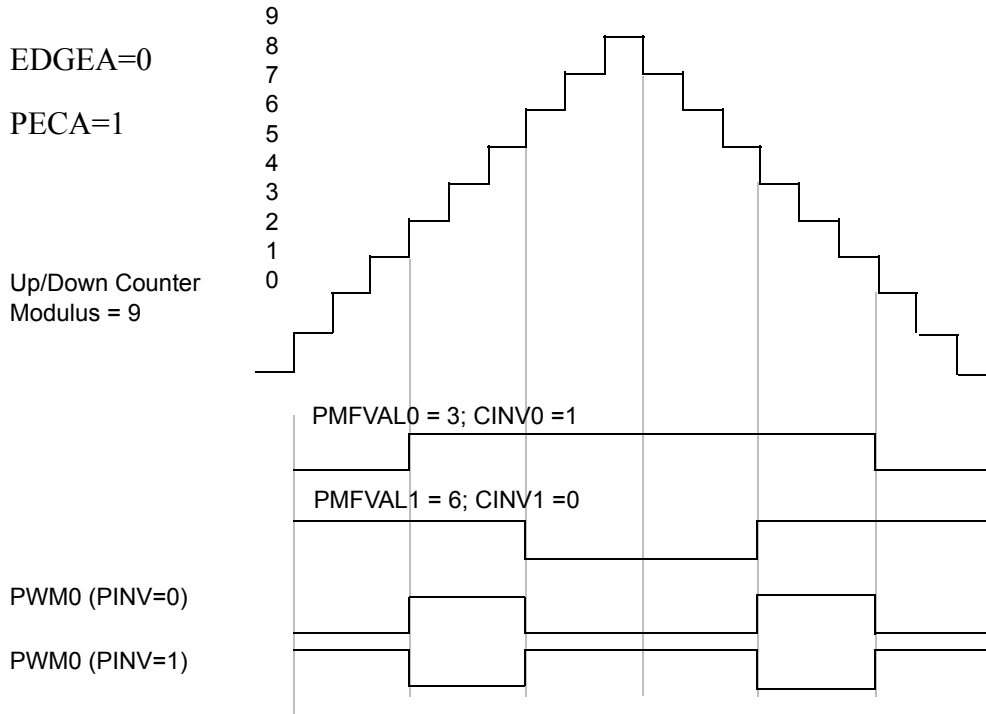 9
8
EDGEA=0
7
6
PECA=1
5
4
3
2
1
Up/Down Counter
0
Modulus = 9
PMFVAL0 = 3; CINV0 =1
PMFVAL1 = 6; CINV1 =0
PWM0 (PINV=0)
PWM0 (PINV=1)